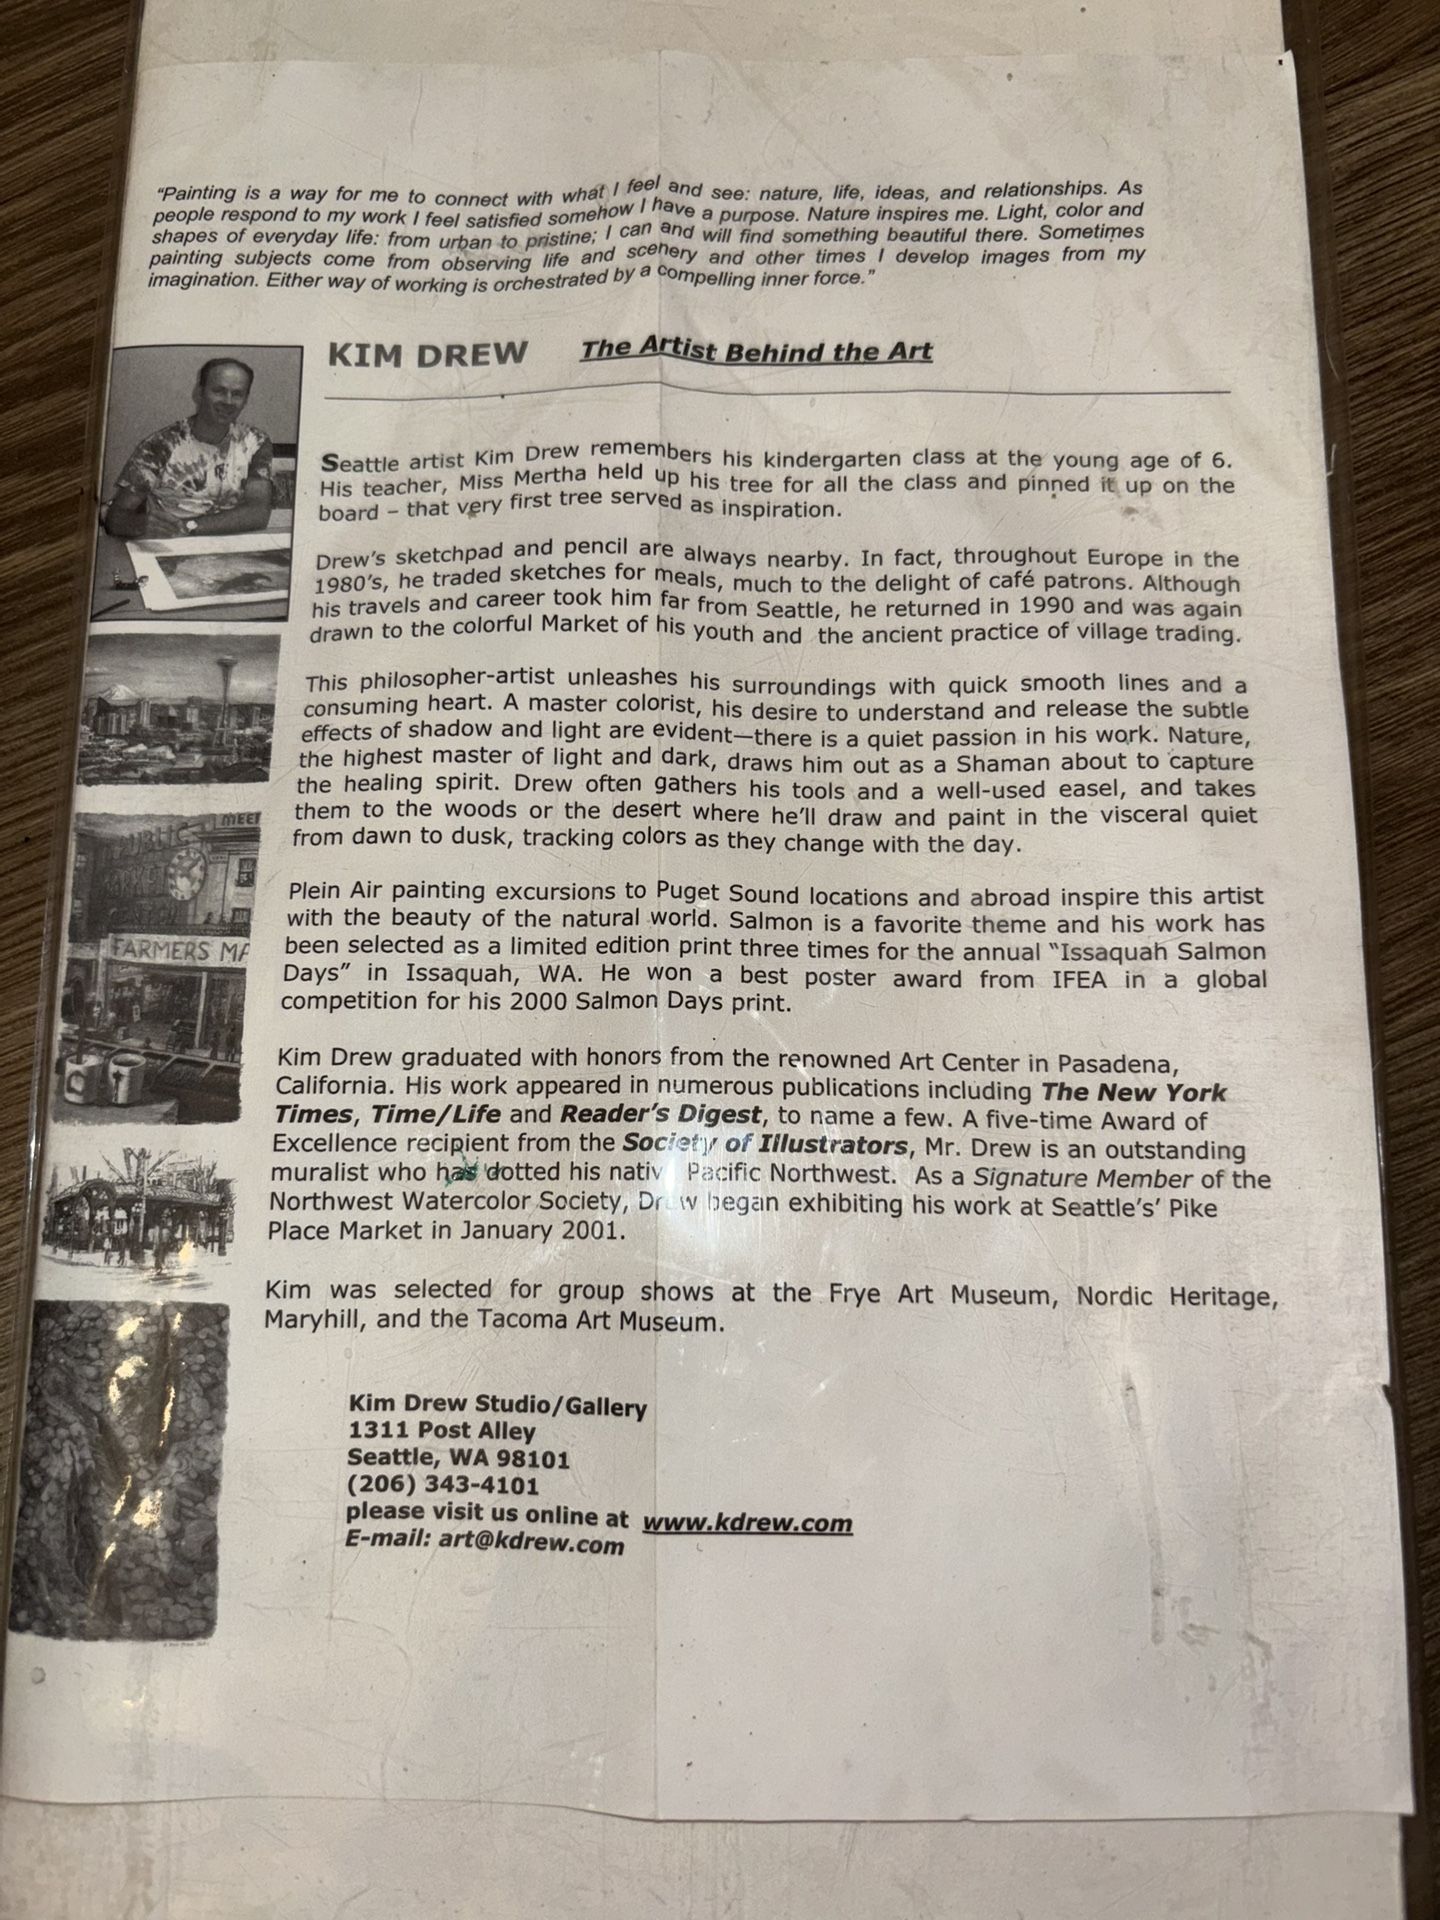 “Painting is a way for me to connect with what I feel and see: nature, life, ideas, and relationships. As
people respond to my work I feel satisfied somehow I have a purpose. Nature inspires me. Light, color and
shapes of everyday life: from urban to pristine; I can and will find something beautiful there. Sometimes
painting subjects come from observing life and scenery and other times I develop images from my
imagination. Either way of working is orchestrated by a compelling inner force.”
KIM DREW The Artist Behind the Art
Seattle artist Kim Drew remembers his kindergarten class at the young age of 6.
His teacher, Miss Mertha held up his tree for all the class and pinned it up on the
board – that very first tree served as inspiration.
Drew’s sketchpad and pencil are always nearby. In fact, throughout Europe in the
1980’s, he traded sketches for meals, much to the delight of café patrons. Although
his travels and career took him far from Seattle, he returned in 1990 and was again
drawn to the colorful Market of his youth and the ancient practice of village trading.
This philosopher-artist unleashes his surroundings with quick smooth lines and a
consuming heart. A master colorist, his desire to understand and release the subtle
effects of shadow and light are evident—there is a quiet passion in his work. Nature,
the highest master of light and dark, draws him out as a Shaman about to capture
the healing spirit. Drew often gathers his tools and a well-used easel, and takes
them to the woods or the desert where he’ll draw and paint in the visceral quiet
from dawn to dusk, tracking colors as they change with the day.
Plein Air painting excursions to Puget Sound locations and abroad inspire this artist
with the beauty of the natural world. Salmon is a favorite theme and his work has
been selected as a limited edition print three times for the annual “Issaquah Salmon
Days” in Issaquah, WA. He won a best poster award from IFEA in a global
competition for his 2000 Salmon Days print.
Kim Drew graduated with honors from the renowned Art Center in Pasadena,
California. His work appeared in numerous publications including The New York
Times, Time/Life and Reader’s Digest, to name a few. A five-time Award of
Excellence recipient from the Society of Illustrators, Mr. Drew is an outstanding
muralist who has dotted his nativ Pacific Northwest. As a Signature Member of the
Northwest Watercolor Society, Drew began exhibiting his work at Seattle’s’ Pike
Place Market in January 2001.
Kim was selected for group shows at the Frye Art Museum, Nordic Heritage,
Maryhill, and the Tacoma Art Museum.
Kim Drew Studio/Gallery
1311 Post Alley
Seattle, WA 98101
(206) 343-4101
please visit us online at www.kdrew.com
E-mail: art@kdrew.com
PUBLIC
MEET
MARKET
CENTER
FARMERS MA